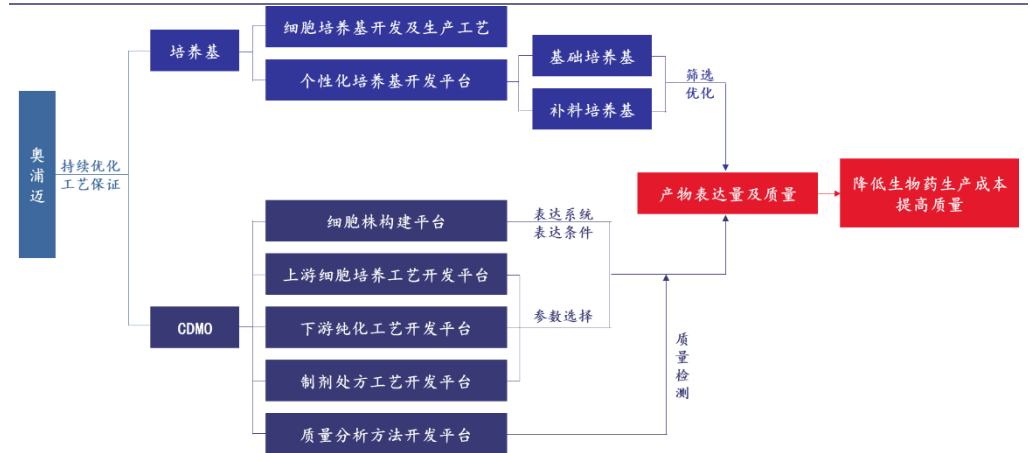 细胞培养基开发及生产工艺
培养基
个性化培养基开发平台
基础培养基
补料培养基
筛选
优化
奥浦迈
持续优化
工艺保证
产物表达量及质量
降低生物药生产成本
提高质量
细胞株构建平台
表达系统
表达条件
上游细胞培养工艺开发平台
CDMO
下游纯化工艺开发平台
参数选择
制剂处方工艺开发平台
质量检测
质量分析方法开发平台